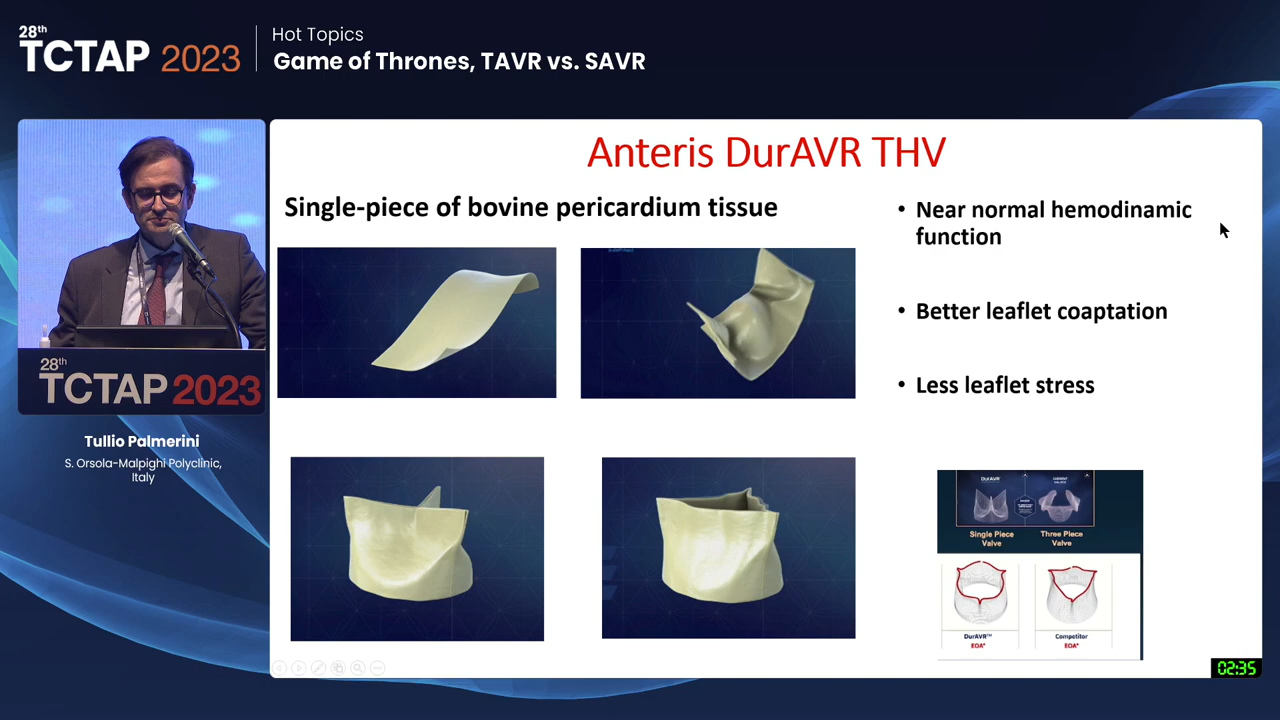 28th
TCTAP 2023
Hot Topics
Game of Thrones, TAVR vs. SAVR
28th
TCTAP 2023
Tullio Palmerini
S. Orsola-Malpighi Polyclinic,
Italy
Anteris DurAVR THV
Single-piece of bovine pericardium tissue
• Near normal hemodinamic
function
• Better leaflet coaptation
• Less leaflet stress
DurAVR
Single Piece
Valve
Three Piece
Valve
DurAVR™
EOA*
Competitor
EOA*
02:35